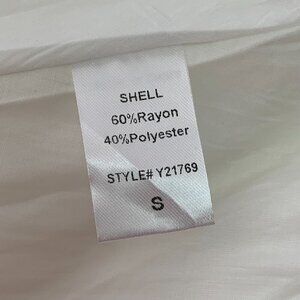 SHELL
60%Rayon
40%Polyester
STYLE# Y21769
S